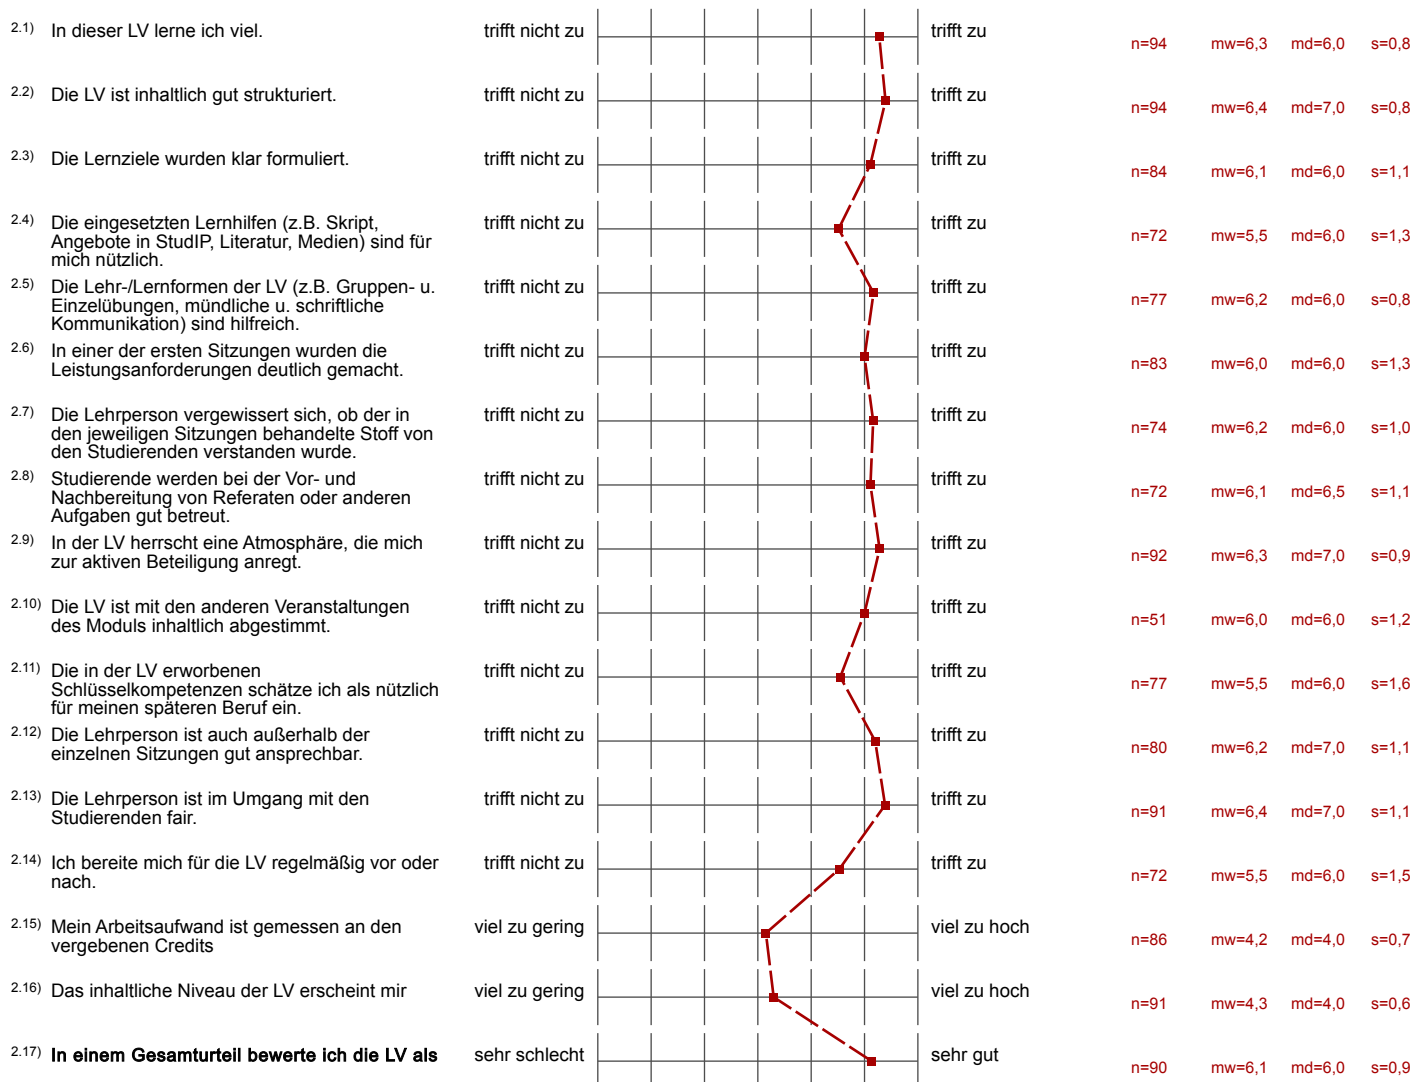 2.1) In dieser LV lerne ich viel. trifft nicht zu trifft zu n=94 mw=6,3 md=6,0 s=0,8
2.2) Die LV ist inhaltlich gut strukturiert. trifft nicht zu trifft zu n=94 mw=6,4 md=7,0 s=0,8
2.3) Die Lernziele wurden klar formuliert. trifft nicht zu trifft zu n=84 mw=6,1 md=6,0 s=1,1
2.4) Die eingesetzten Lernhilfen (z.B. Skript, trifft nicht zu trifft zu n=72 mw=5,5 md=6,0 s=1,3
Angebote in StudIP, Literatur, Medien) sind für
mich nützlich.
2.5) Die Lehr-/Lernformen der LV (z.B. Gruppen- u. trifft nicht zu trifft zu n=77 mw=6,2 md=6,0 s=0,8
Einzelübungen, mündliche u. schriftliche
Kommunikation) sind hilfreich.
2.6) In einer der ersten Sitzungen wurden die trifft nicht zu trifft zu n=83 mw=6,0 md=6,0 s=1,3
Leistungsanforderungen deutlich gemacht.
2.7) Die Lehrperson vergewissert sich, ob der in trifft nicht zu trifft zu n=74 mw=6,2 md=6,0 s=1,0
den jeweiligen Sitzungen behandelte Stoff von
den Studierenden verstanden wurde.
2.8) Studierende werden bei der Vor- und trifft nicht zu trifft zu n=72 mw=6,1 md=6,5 s=1,1
Nachbereitung von Referaten oder anderen
Aufgaben gut betreut.
2.9) In der LV herrscht eine Atmosphäre, die mich trifft nicht zu trifft zu n=92 mw=6,3 md=7,0 s=0,9
zur aktiven Beteiligung anregt.
2.10) Die LV ist mit den anderen Veranstaltungen trifft nicht zu trifft zu n=51 mw=6,0 md=6,0 s=1,2
des Moduls inhaltlich abgestimmt.
2.11) Die in der LV erworbenen trifft nicht zu trifft zu n=77 mw=5,5 md=6,0 s=1,6
Schlüsselkompetenzen schätze ich als nützlich
für meinen späteren Beruf ein.
2.12) Die Lehrperson ist auch außerhalb der trifft nicht zu trifft zu n=80 mw=6,2 md=7,0 s=1,1
einzelnen Sitzungen gut ansprechbar.
2.13) Die Lehrperson ist im Umgang mit den trifft nicht zu trifft zu n=91 mw=6,4 md=7,0 s=1,1
Studierenden fair.
2.14) Ich bereite mich für die LV regelmäßig vor oder trifft nicht zu trifft zu n=72 mw=5,5 md=6,0 s=1,5
nach.
2.15) Mein Arbeitsaufwand ist gemessen an den viel zu gering viel zu hoch n=86 mw=4,2 md=4,0 s=0,7
vergebenen Credits
2.16) Das inhaltliche Niveau der LV erscheint mir viel zu gering viel zu hoch n=91 mw=4,3 md=4,0 s=0,6
2.17) In einem Gesamturteil bewerte ich die LV als sehr schlecht sehr gut n=90 mw=6,1 md=6,0 s=0,9